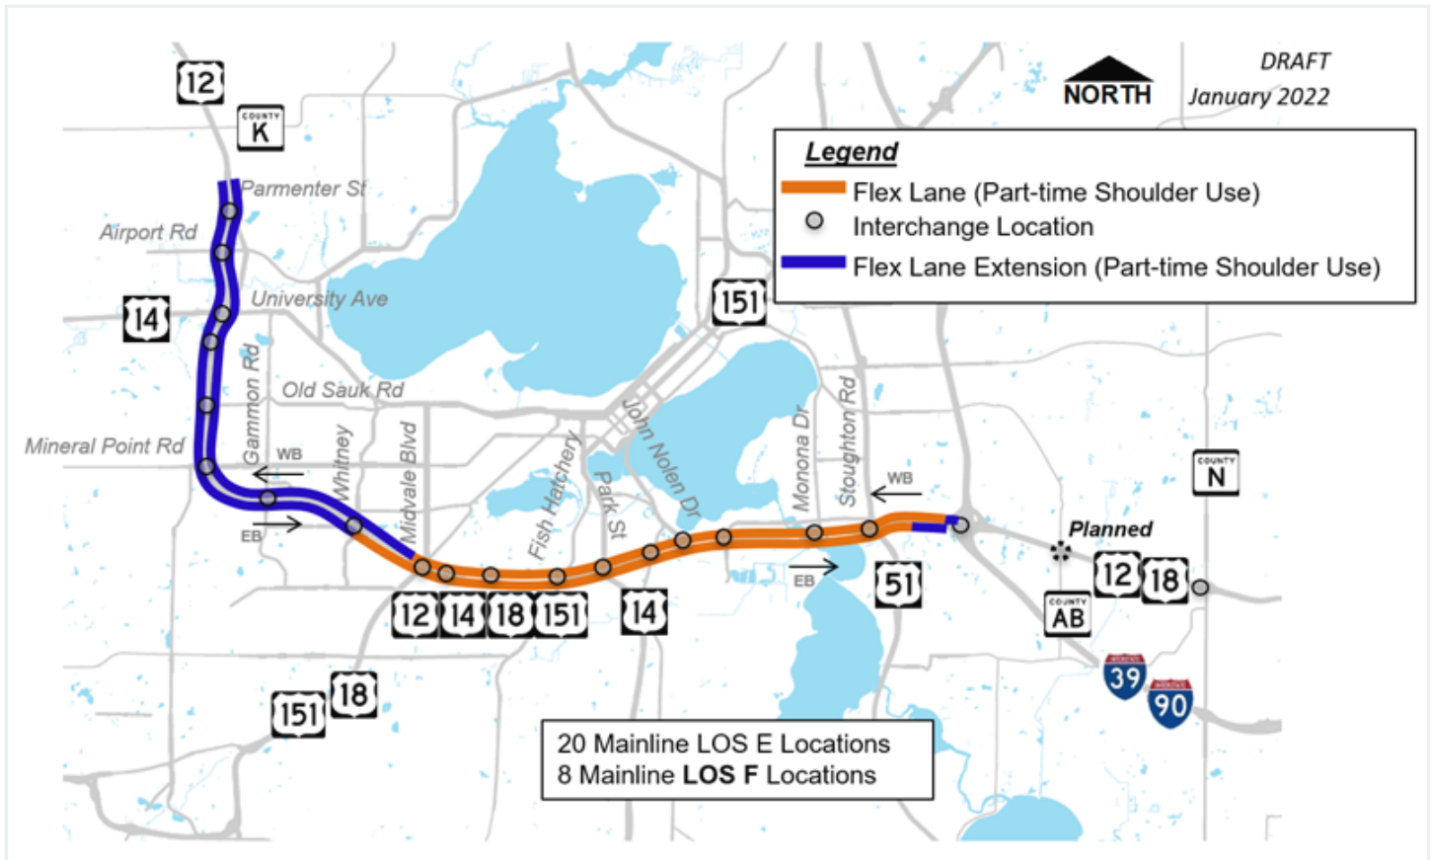 12
COUNTY
K
NORTH
DRAFT
January 2022
Legend
Flex Lane (Part-time Shoulder Use)
Interchange Location
Flex Lane Extension (Part-time Shoulder Use)
Parmenter St
Airport Rd
14
University Ave
151
Gammon Rd
Old Sauk Rd
Mineral Point Rd
WB
EB
Whitney
Midvale Blvd
Fish Hatchery
Park St
John Nolen Dr
Monona Dr
Stoughton Rd
WB
EB
COUNTY
N
Planned
12
18
COUNTY
AB
51
12
14
18
151
14
39
90
18
151
20 Mainline LOS E Locations
8 Mainline LOS F Locations